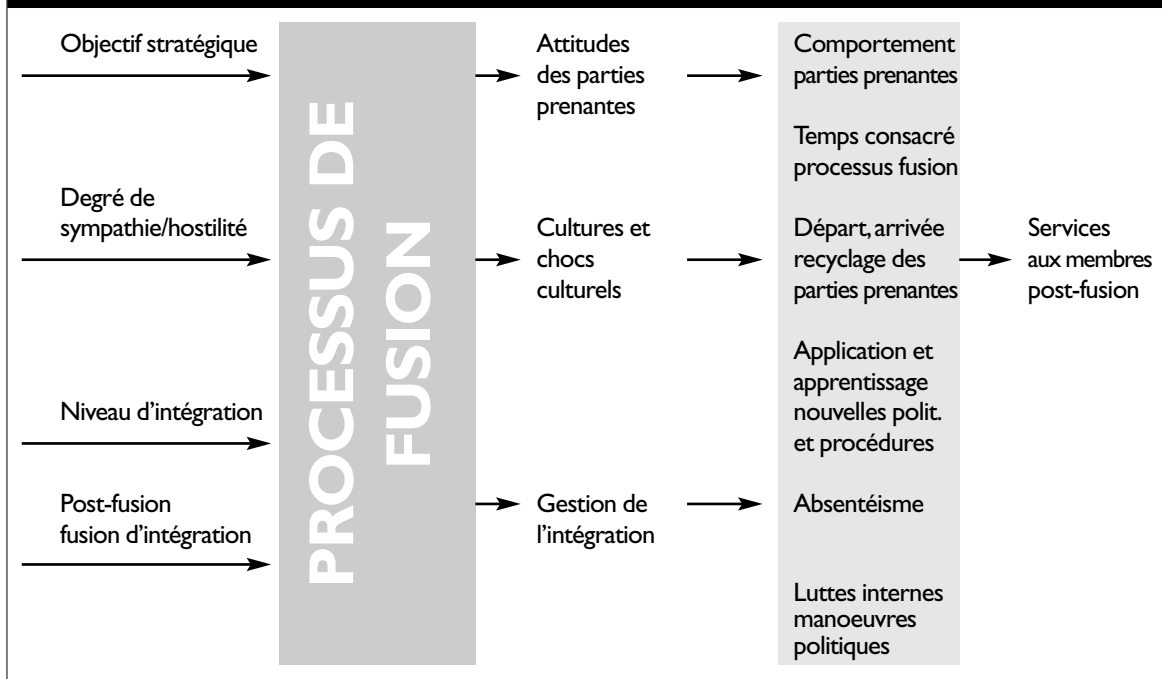 Objectif stratégique
Degré de
sympathie/hostilité
Niveau d'intégration
Post-fusion
fusion d'intégration
PROCESSUS DE
FUSION
Attitudes
des parties
prenantes
Cultures et
chocs
culturels
Gestion de
l'intégration
Comportement
parties prenantes
Temps consacré
processus fusion
Départ, arrivée
recyclage des
parties prenantes
Application et
apprentissage
nouvelles polit.
et procédures
Absentéisme
Luttes internes
manoeuvres
politiques
Services
aux membres
post-fusion